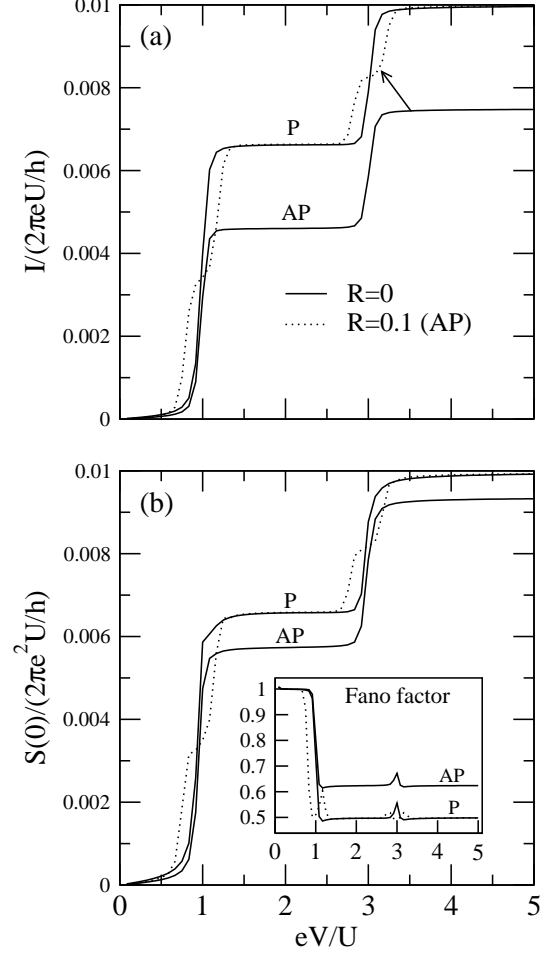 0.01
(a)
0.008
P
0.006
AP
I/(2πeU/h)
0.004
R=0
R=0.1 (AP)
0.002
0
0.01
(b)
0.008
P
0.006
AP
S(0)/(2πe²U/h)
0.004
0.002
0
1
Fano factor
0.9
0.8
0.7
AP
0.6
P
0.5
0 1 2 3 4 5
0 1 2 3 4 5
eV/U